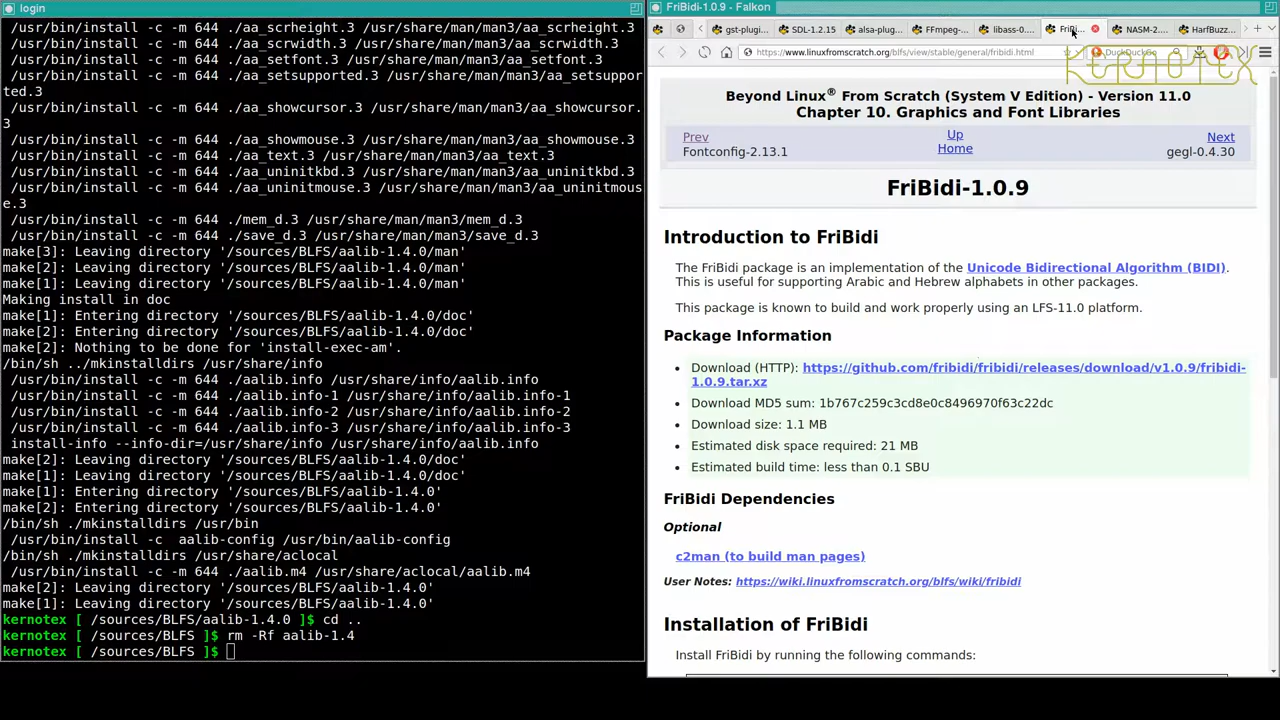 login
/usr/bin/install -c -m 644 ./aa_scrheight.3 /usr/share/man/man3/aa_scrheight.3
/usr/bin/install -c -m 644 ./aa_scrwidth.3 /usr/share/man/man3/aa_scrwidth.3
/usr/bin/install -c -m 644 ./aa_setfont.3 /usr/share/man/man3/aa_setfont.3
/usr/bin/install -c -m 644 ./aa_setsupported.3 /usr/share/man/man3/aa_setsuppor
ted.3
/usr/bin/install -c -m 644 ./aa_showcursor.3 /usr/share/man/man3/aa_showcursor.
3
/usr/bin/install -c -m 644 ./aa_showmouse.3 /usr/share/man/man3/aa_showmouse.3
/usr/bin/install -c -m 644 ./aa_text.3 /usr/share/man/man3/aa_text.3
/usr/bin/install -c -m 644 ./aa_uninitkbd.3 /usr/share/man/man3/aa_uninitkbd.3
/usr/bin/install -c -m 644 ./aa_uninitmouse.3 /usr/share/man/man3/aa_uninitmous
e.3
/usr/bin/install -c -m 644 ./mem_d.3 /usr/share/man/man3/mem_d.3
/usr/bin/install -c -m 644 ./save_d.3 /usr/share/man/man3/save_d.3
make[3]: Leaving directory '/sources/BLFS/aalib-1.4.0/man'
make[2]: Leaving directory '/sources/BLFS/aalib-1.4.0/man'
make[1]: Leaving directory '/sources/BLFS/aalib-1.4.0/man'
Making install in doc
make[1]: Entering directory '/sources/BLFS/aalib-1.4.0/doc'
make[2]: Entering directory '/sources/BLFS/aalib-1.4.0/doc'
make[2]: Nothing to be done for 'install-exec-am'.
/bin/sh ../mkinstalldirs /usr/share/info
/usr/bin/install -c -m 644 ./aalib.info /usr/share/info/aalib.info
/usr/bin/install -c -m 644 ./aalib.info-1 /usr/share/info/aalib.info-1
/usr/bin/install -c -m 644 ./aalib.info-2 /usr/share/info/aalib.info-2
/usr/bin/install -c -m 644 ./aalib.info-3 /usr/share/info/aalib.info-3
install-info --info-dir=/usr/share/info /usr/share/info/aalib.info
make[2]: Leaving directory '/sources/BLFS/aalib-1.4.0/doc'
make[1]: Leaving directory '/sources/BLFS/aalib-1.4.0/doc'
make[1]: Entering directory '/sources/BLFS/aalib-1.4.0'
make[2]: Entering directory '/sources/BLFS/aalib-1.4.0'
/bin/sh ./mkinstalldirs /usr/bin
/usr/bin/install -c  aalib-config /usr/bin/aalib-config
/bin/sh ./mkinstalldirs /usr/share/aclocal
/usr/bin/install -c -m 644 ./aalib.m4 /usr/share/aclocal/aalib.m4
make[2]: Leaving directory '/sources/BLFS/aalib-1.4.0'
make[1]: Leaving directory '/sources/BLFS/aalib-1.4.0'
kernotex [ /sources/BLFS/aalib-1.4.0 ]$ cd ..
kernotex [ /sources/BLFS ]$ rm -Rf aalib-1.4
kernotex [ /sources/BLFS ]$
FriBidi-1.0.9 - Falkon
gst-plugi... SDL-1.2.15 alsa-plug... FFmpeg-... libass-0.... FriBi... NASM-2.... HarfBuzz...
https://www.linuxfromscratch.org/blfs/view/stable/general/fribidi.html DuckDuckGo
KERNOTEX
Beyond Linux® From Scratch (System V Edition) - Version 11.0
Chapter 10. Graphics and Font Libraries
Prev Up Next
Fontconfig-2.13.1 Home gegl-0.4.30
FriBidi-1.0.9
Introduction to FriBidi
The FriBidi package is an implementation of the Unicode Bidirectional Algorithm (BIDI).
This is useful for supporting Arabic and Hebrew alphabets in other packages.
This package is known to build and work properly using an LFS-11.0 platform.
Package Information
• Download (HTTP): https://github.com/fribidi/fribidi/releases/download/v1.0.9/fribidi-
1.0.9.tar.xz
• Download MD5 sum: 1b767c259c3cd8e0c8496970f63c22dc
• Download size: 1.1 MB
• Estimated disk space required: 21 MB
• Estimated build time: less than 0.1 SBU
FriBidi Dependencies
Optional
c2man (to build man pages)
User Notes: https://wiki.linuxfromscratch.org/blfs/wiki/fribidi
Installation of FriBidi
Install FriBidi by running the following commands: